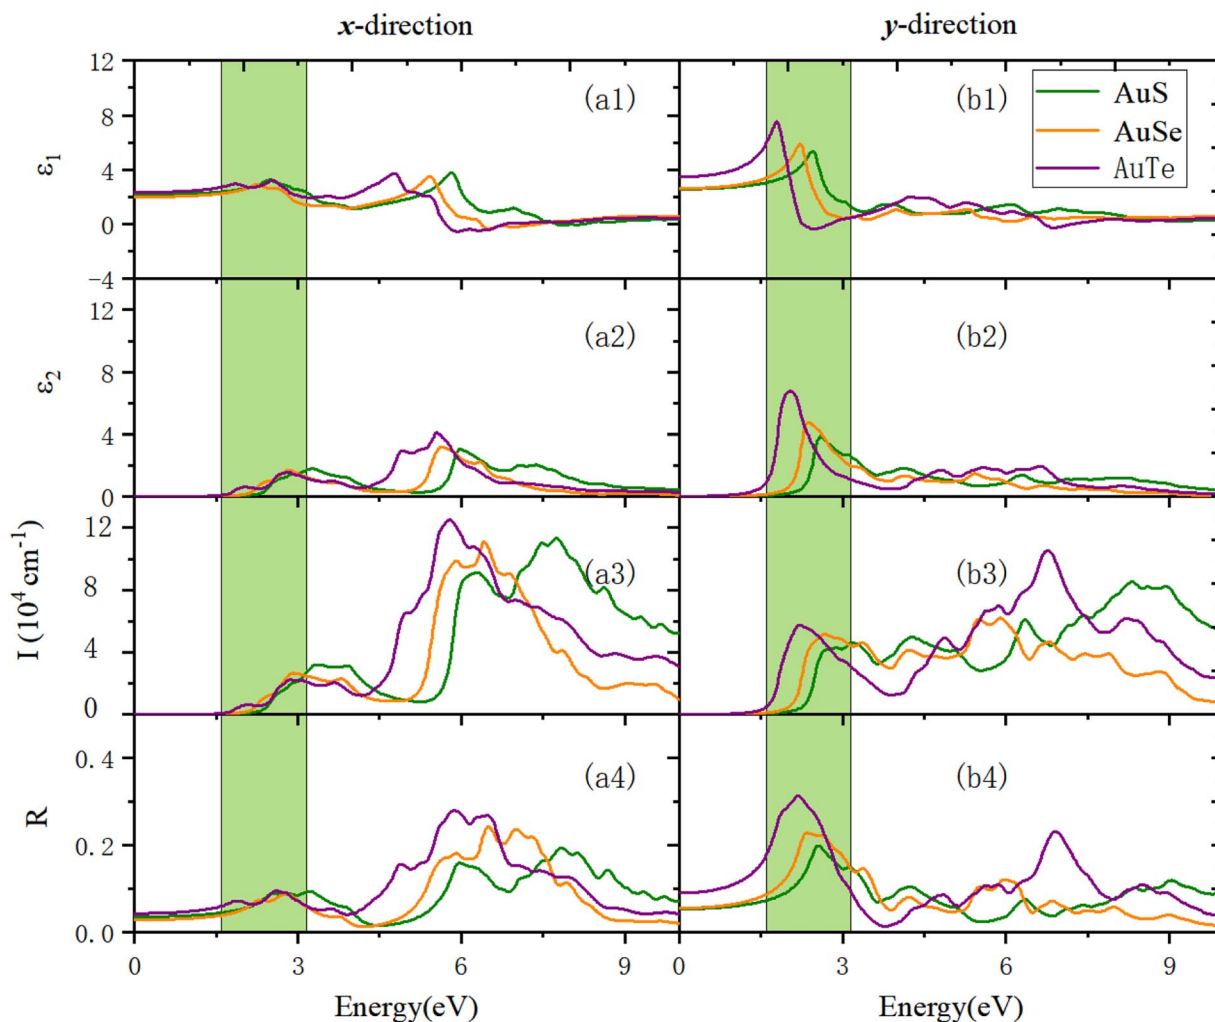 x-direction
y-direction
12
8
4
0
−4
ε1
(a1)
(b1)
AuS
AuSe
AuTe
12
8
4
0
ε2
(a2)
(b2)
12
8
4
0
I (10^4 cm^-1)
(a3)
(b3)
0.4
0.2
0.0
R
(a4)
(b4)
0
3
6
9
0
3
6
9
Energy(eV)
Energy(eV)